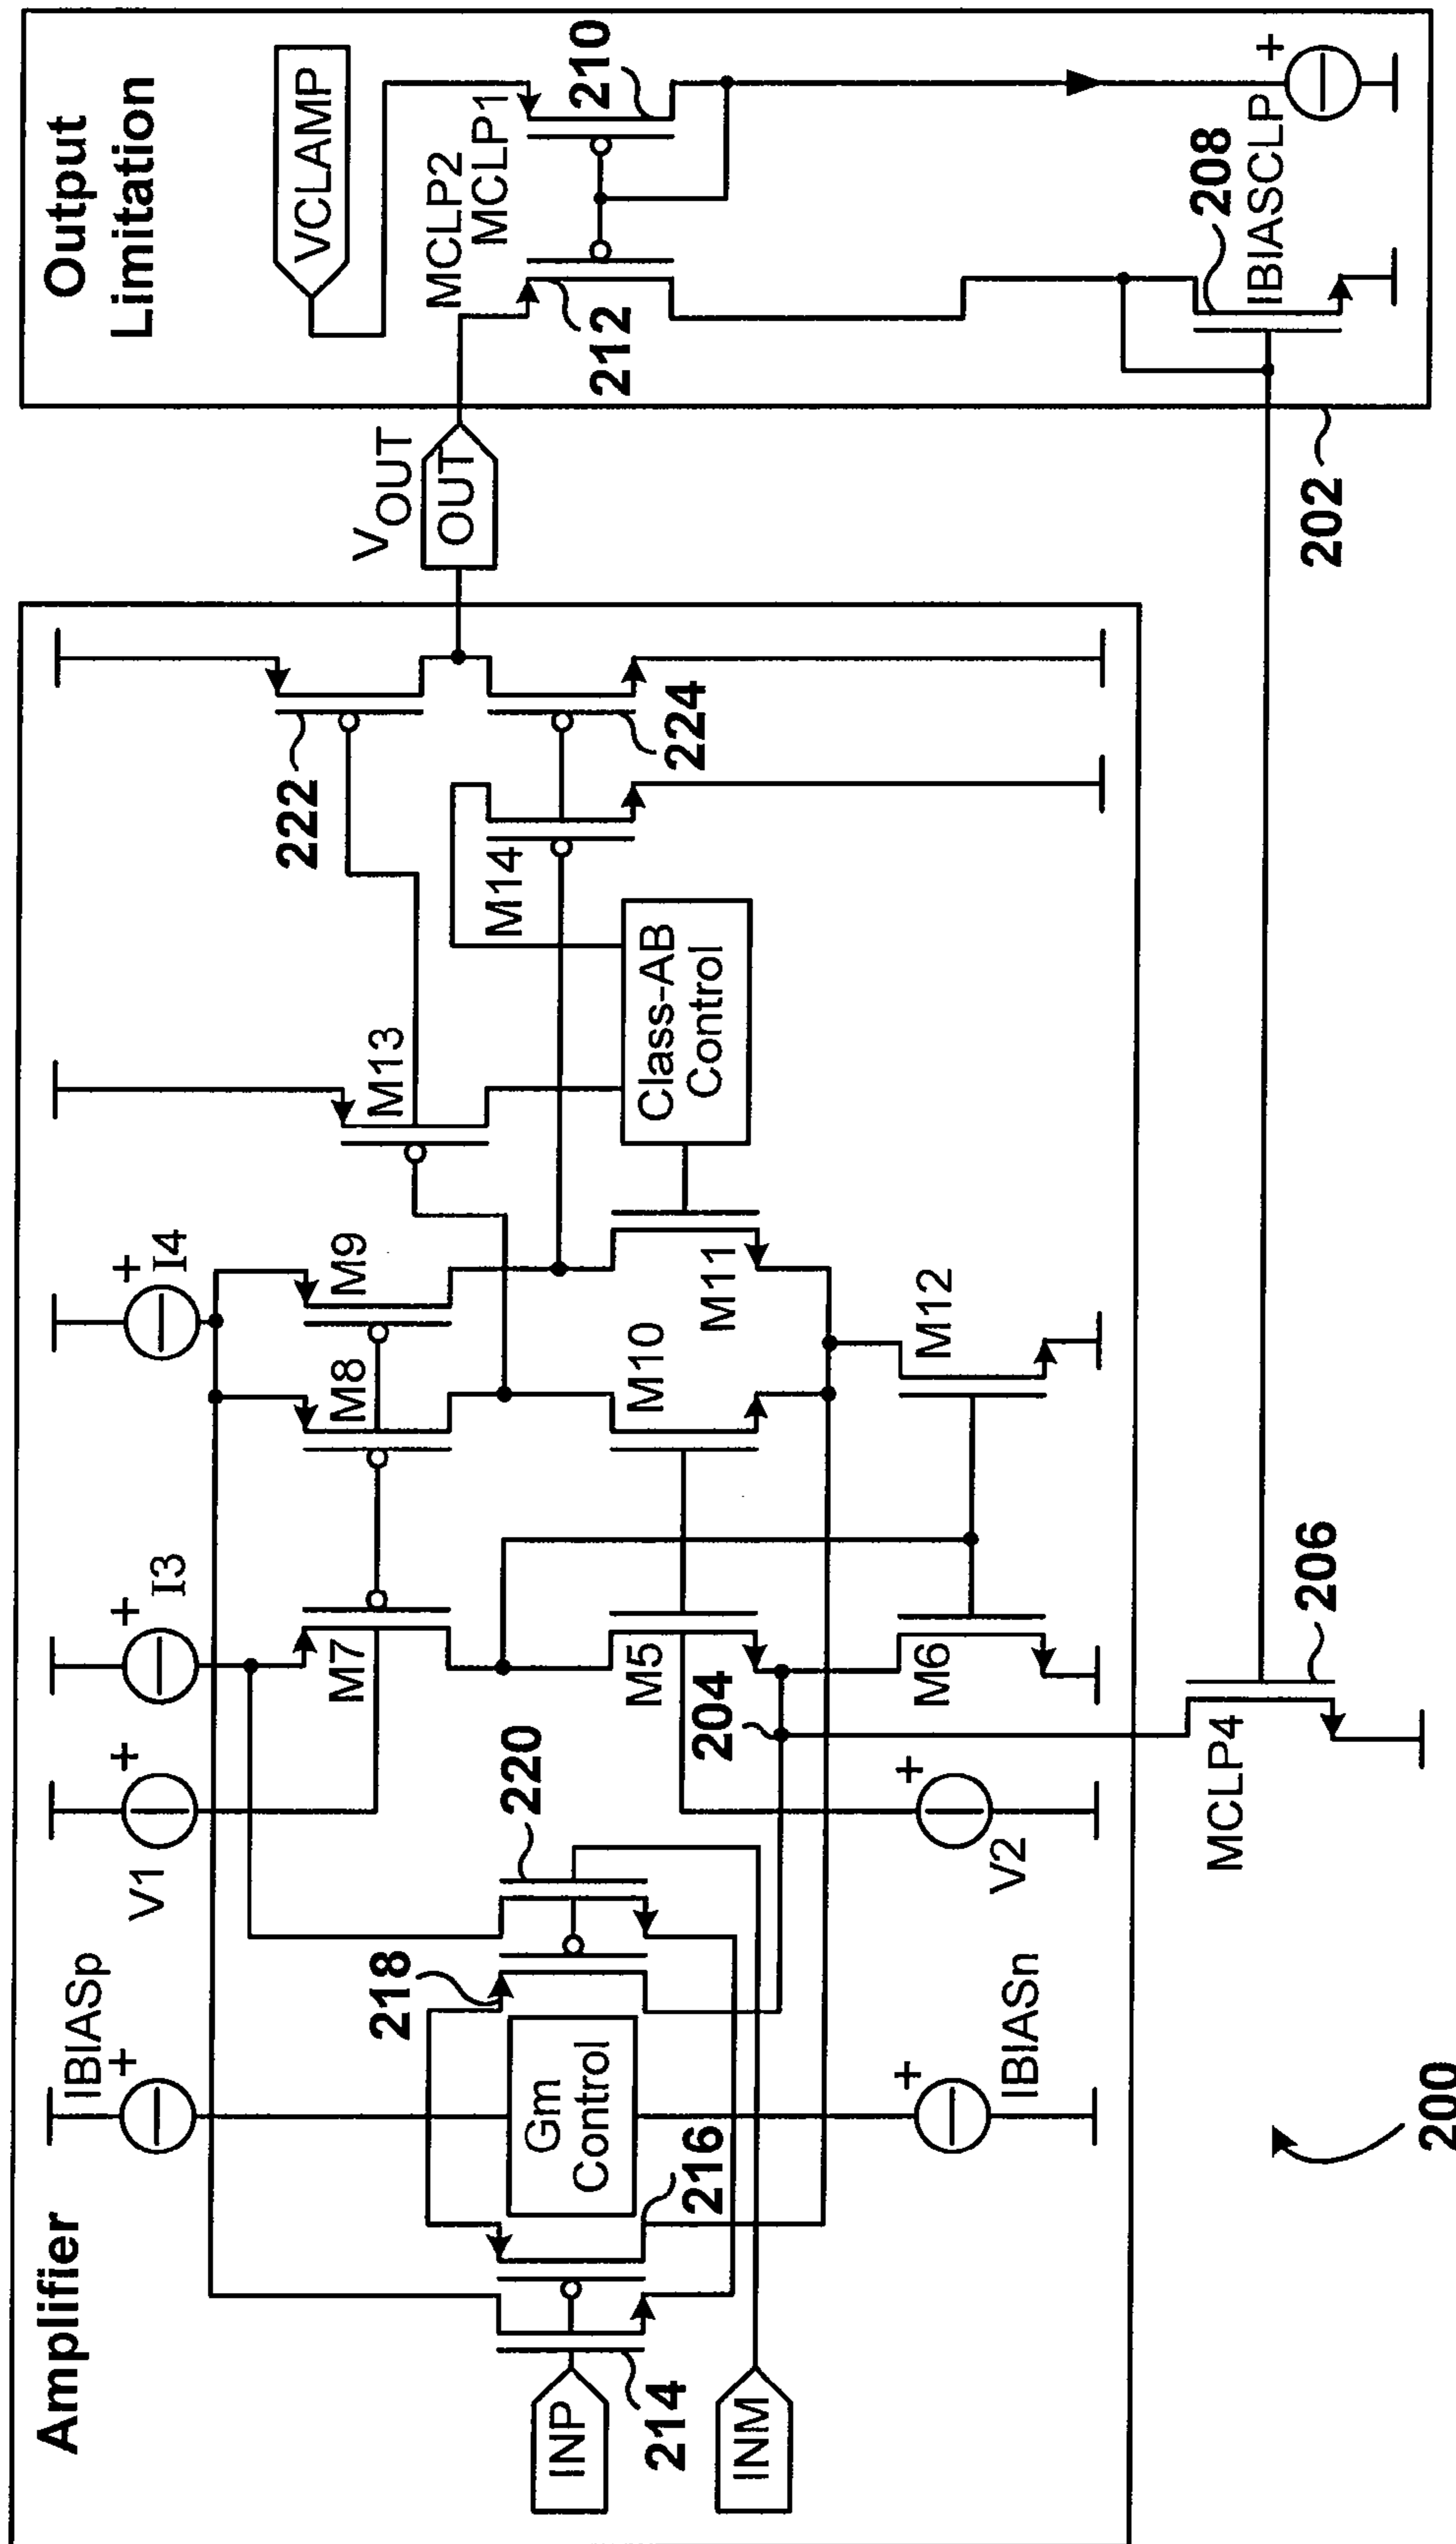 Amplifier
IBIASp
+
V1
+
I3
+
I4
+
M7
M8
M9
M13
222
VOUT
OUT
Output
Limitation
VCLAMP
MCLP2
MCLP1
210
212
INP
214
INM
Gm
Control
216
218
220
204
M5
M10
M11
Class-AB
Control
M14
224
+
IBIASn
+
V2
M6
M12
208
IBIASCLP
+
202
MCLP4
206
200